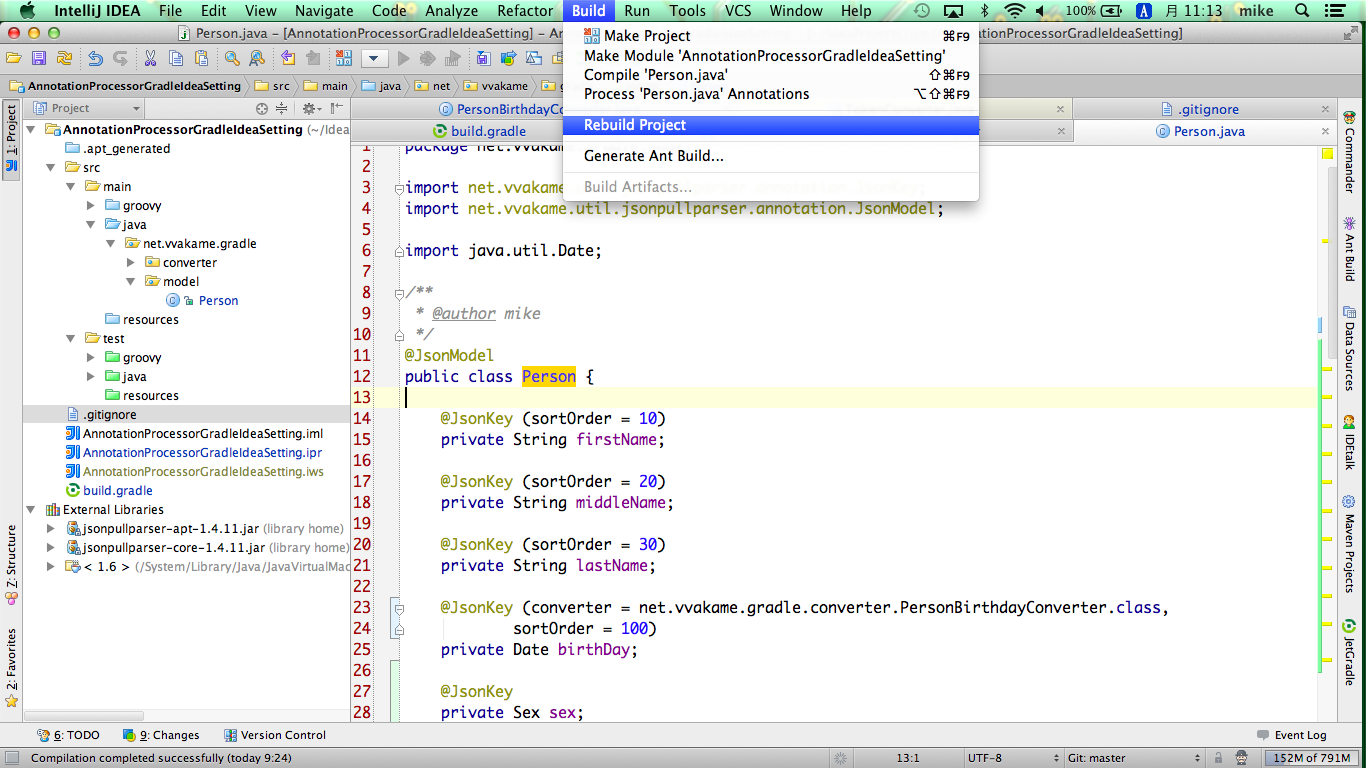 IntelliJ IDEA File Edit View Navigate Code Analyze Refactor Build Run Tools VCS Window Help 100% A 月 11:13 mike
Person.java – [AnnotationProcessorGradleIdeaSetting] –
AnnotationProcessorGradleIdeaSetting]
Make Project ⌘F9
Make Module 'AnnotationProcessorGradleIdeaSetting'
Compile 'Person.java' ⇧⌘F9
Process 'Person.java' Annotations ⌥⇧⌘F9
Rebuild Project
Generate Ant Build...
Build Artifacts...
AnnotationProcessorGradleIdeaSetting src main java net vvakame
Project
PersonBirthdayCo
.gitignore
build.gradle
Person.java
1: Project
Z: Structure
2: Favorites
AnnotationProcessorGradleIdeaSetting (~/Idea
.apt_generated
src
main
groovy
java
net.vvakame.gradle
converter
model
Person
resources
test
groovy
java
resources
.gitignore
AnnotationProcessorGradleIdeaSetting.iml
AnnotationProcessorGradleIdeaSetting.ipr
AnnotationProcessorGradleIdeaSetting.iws
build.gradle
External Libraries
jsonpullparser-apt-1.4.11.jar (library home)
jsonpullparser-core-1.4.11.jar (library home)
< 1.6 > (/System/Library/Java/JavaVirtualMac
1 package net.vvakam
2
3 import net.vvakame
4 import net.vvakame.util.jsonpullparser.annotation.JsonModel;
5
6 import java.util.Date;
7
8 /**
9 * @author mike
10 */
11 @JsonModel
12 public class Person {
13
14 @JsonKey (sortOrder = 10)
15 private String firstName;
16
17 @JsonKey (sortOrder = 20)
18 private String middleName;
19
20 @JsonKey (sortOrder = 30)
21 private String lastName;
22
23 @JsonKey (converter = net.vvakame.gradle.converter.PersonBirthdayConverter.class,
24 sortOrder = 100)
25 private Date birthDay;
26
27 @JsonKey
28 private Sex sex;
Commander
Ant Build
Data Sources
IDEtalk
Maven Projects
JetGradle
6: TODO 9: Changes Version Control Event Log
Compilation completed successfully (today 9:24) 13:1 UTF-8 Git: master 152M of 791M